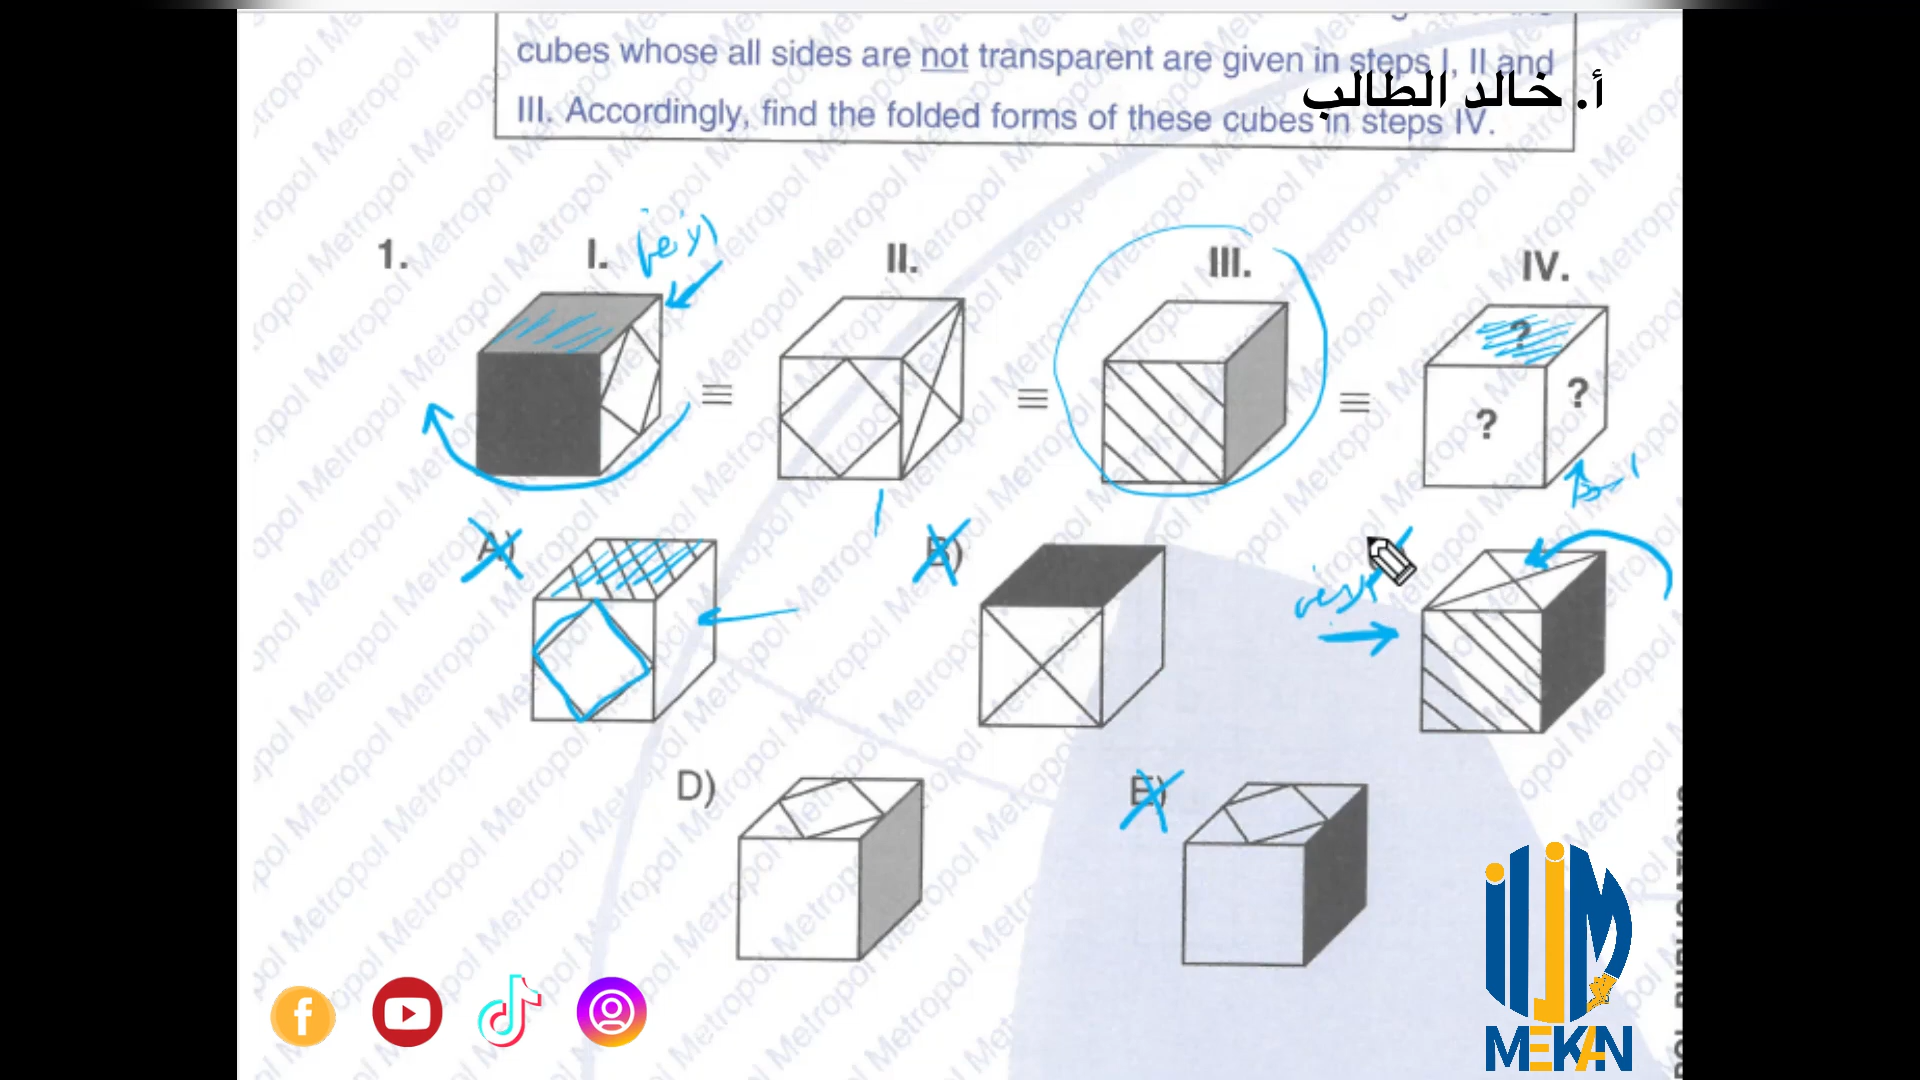 cubes whose all sides are not transparent are given in steps I, II and
أ. خالد الطالب
III. Accordingly, find the folded forms of these cubes in steps IV.
1. I. II. III. IV.
≡ ≡ ≡
? ? ?
A) B)
D) E)
MEKAN